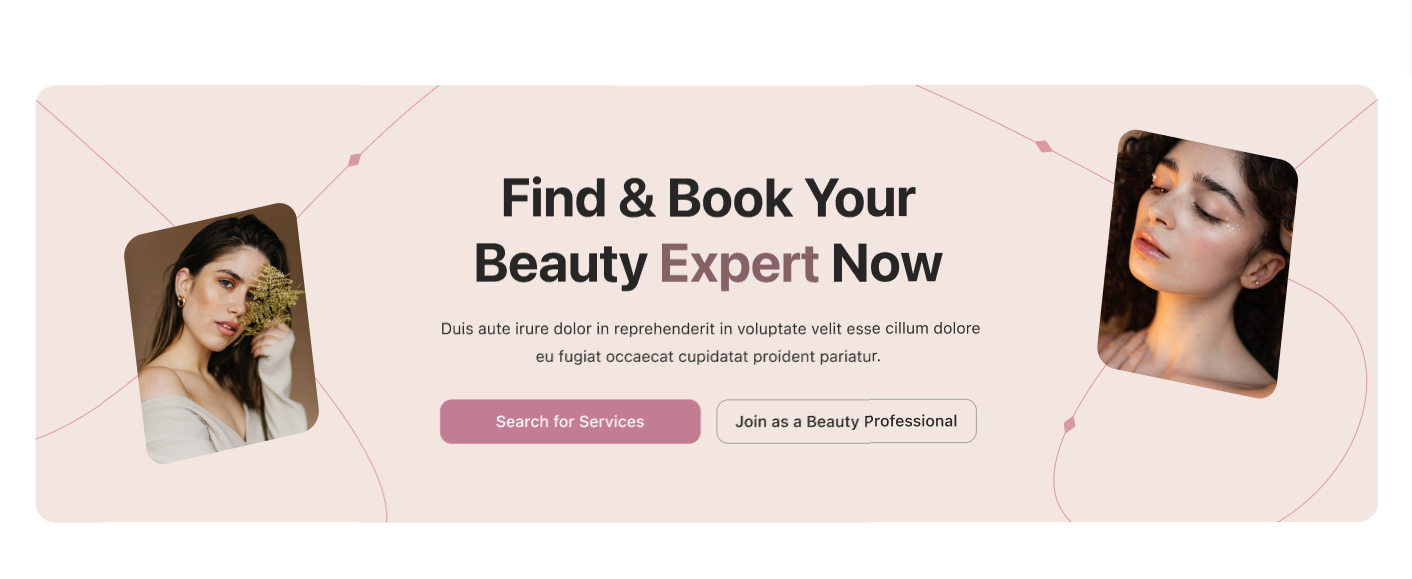 Find & Book Your
Beauty Expert Now
Duis aute irure dolor in reprehenderit in voluptate velit esse cillum dolore
eu fugiat occaecat cupidatat proident pariatur.
Search for Services
Join as a Beauty Professional